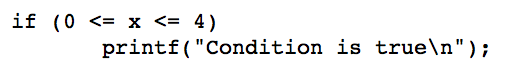 if (0 <= x <= 4)
        printf("Condition is true\n");